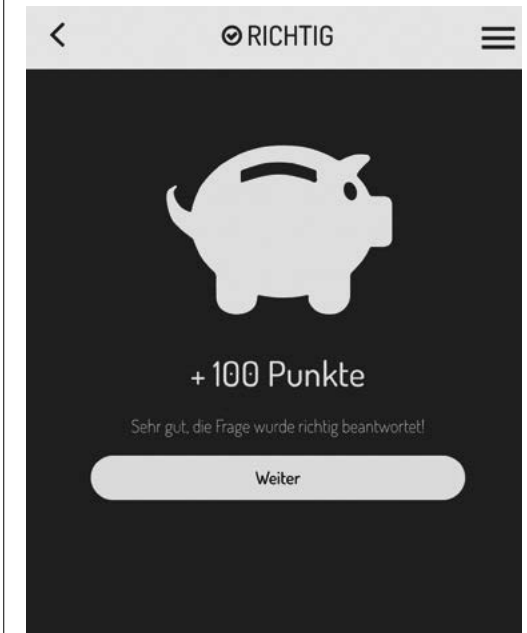 RICHTIG
+ 100 Punkte
Sehr gut, die Frage wurde richtig beantwortet!
Weiter